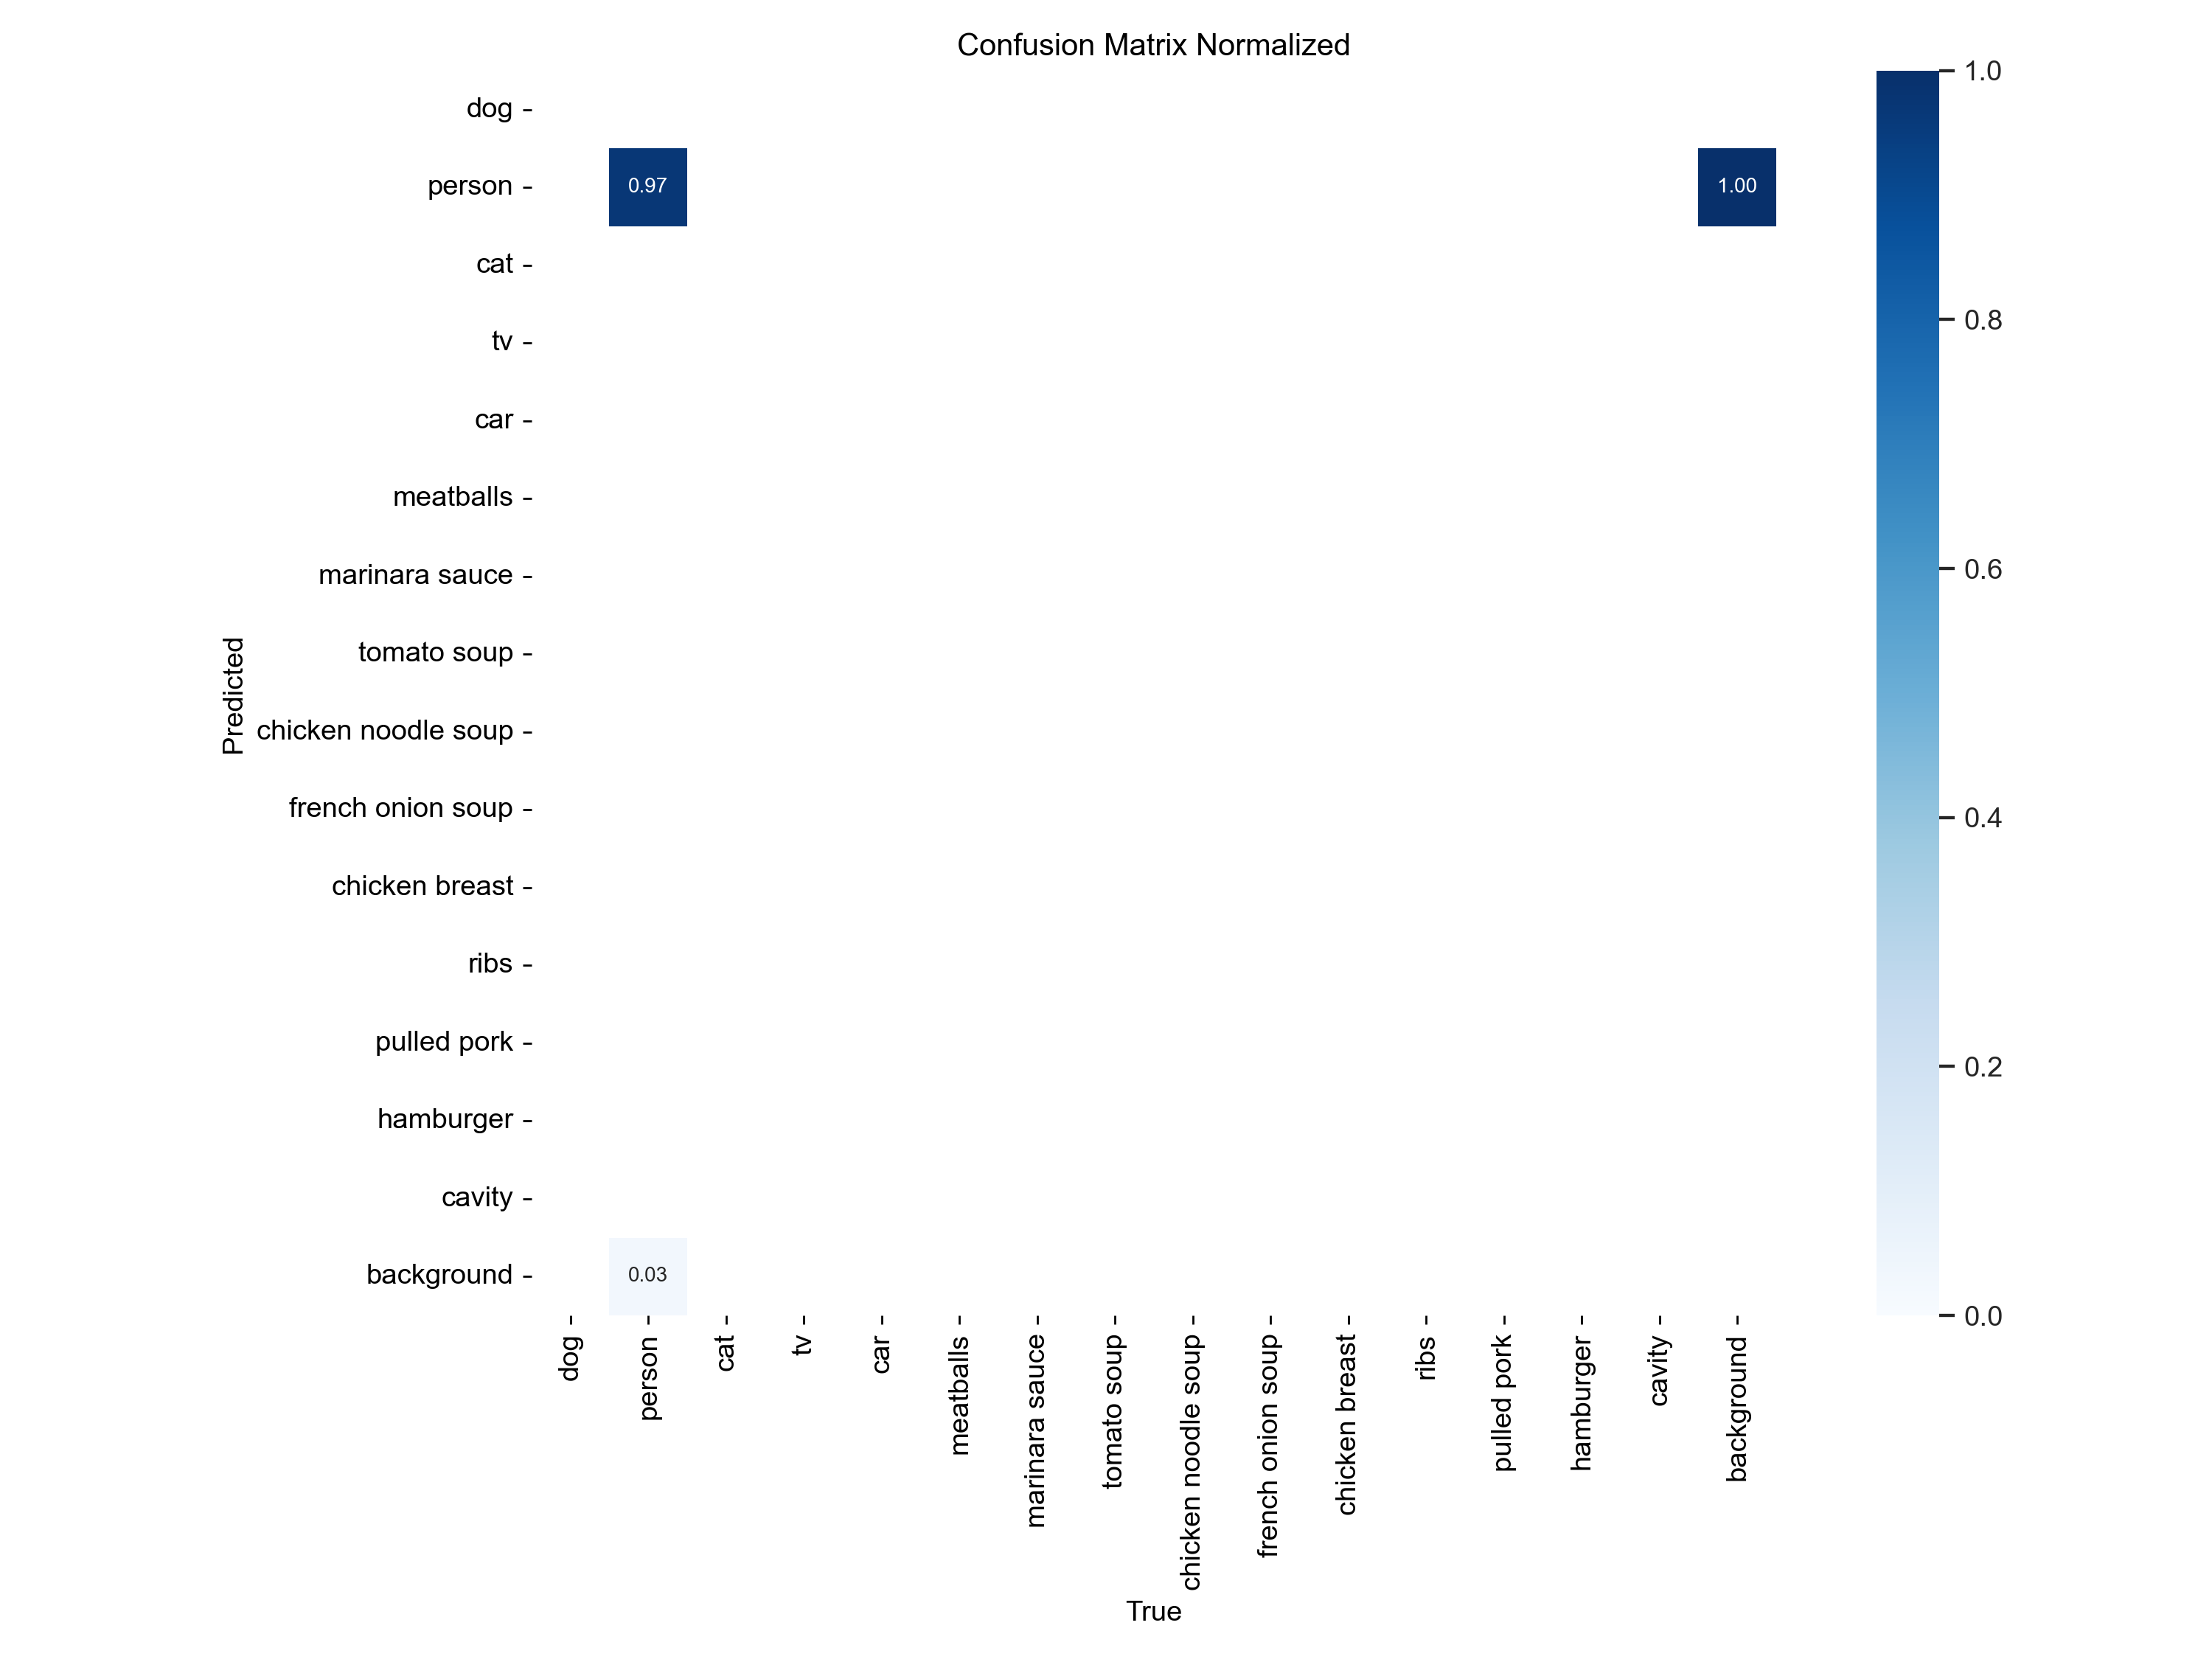 Confusion Matrix Normalized
dog
person
cat
tv
car
meatballs
marinara sauce
tomato soup
chicken noodle soup
french onion soup
chicken breast
ribs
pulled pork
hamburger
cavity
background
Predicted
0.97
1.00
0.03
dog
person
cat
tv
car
meatballs
marinara sauce
tomato soup
chicken noodle soup
french onion soup
chicken breast
ribs
pulled pork
hamburger
cavity
background
True
1.0
0.8
0.6
0.4
0.2
0.0